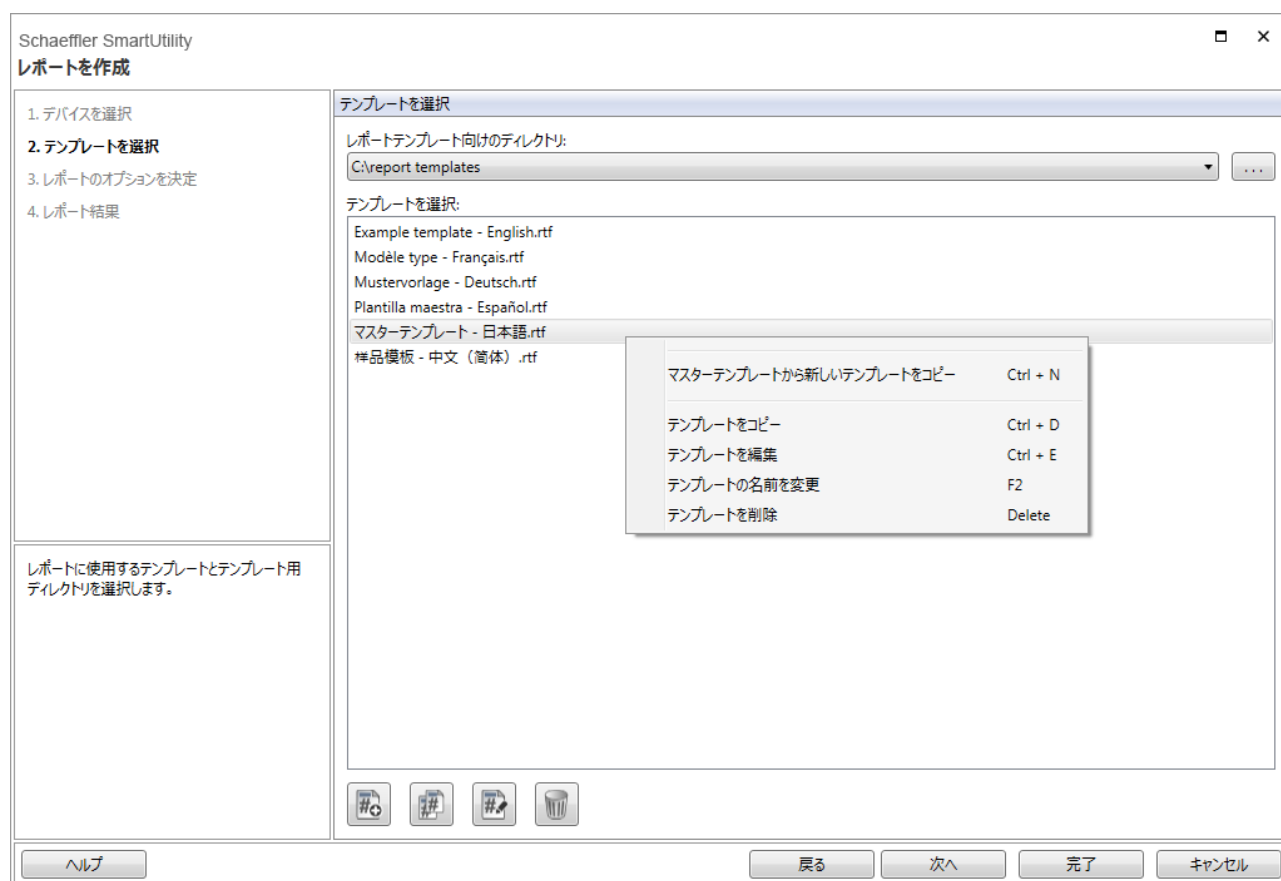 Schaeffler SmartUtility
レポートを作成
1. デバイスを選択
2. テンプレートを選択
3. レポートのオプションを決定
4. レポート結果
レポートに使用するテンプレートとテンプレート用
ディレクトリを選択します。
テンプレートを選択
レポートテンプレート向けのディレクトリ:
C:\report templates
...
テンプレートを選択:
Example template - English.rtf
Modèle type - Français.rtf
Mustervorlage - Deutsch.rtf
Plantilla maestra - Español.rtf
マスターテンプレート - 日本語.rtf
样品模板 - 中文（简体）.rtf
マスターテンプレートから新しいテンプレートをコピー Ctrl + N
テンプレートをコピー Ctrl + D
テンプレートを編集 Ctrl + E
テンプレートの名前を変更 F2
テンプレートを削除 Delete
ヘルプ 戻る 次へ 完了 キャンセル